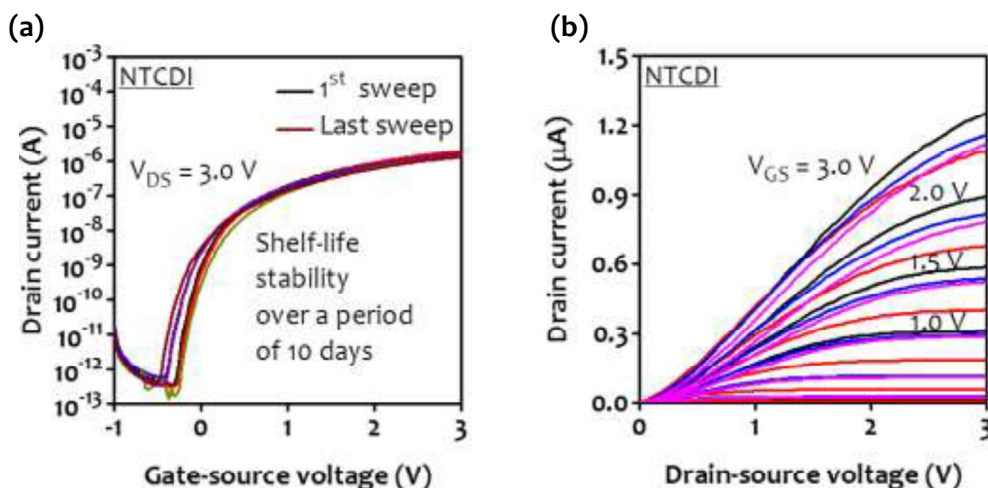 (a)
10⁻³
10⁻⁴
10⁻⁵
10⁻⁶
10⁻⁷
10⁻⁸
10⁻⁹
10⁻¹⁰
10⁻¹¹
10⁻¹²
10⁻¹³
Drain current (A)
NTCDI
1ˢᵗ sweep
Last sweep
V_DS = 3.0 V
Shelf-life
stability
over a period
of 10 days
-1 0 1 2 3
Gate-source voltage (V)
(b)
1.5
1.2
0.9
0.6
0.3
0.0
Drain current (µA)
NTCDI
V_GS = 3.0 V
2.0 V
1.5 V
1.0 V
0 1 2 3
Drain-source voltage (V)